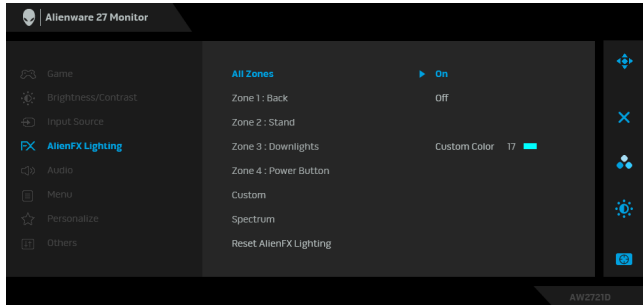 Alienware 27 Monitor
Game
Brightness/Contrast
Input Source
FX AlienFX Lighting
Audio
Menu
Personalize
Others
All Zones On
Zone 1 : Back Off
Zone 2 : Stand
Zone 3 : Downlights Custom Color 17
Zone 4 : Power Button
Custom
Spectrum
Reset AlienFX Lighting
AW2721D